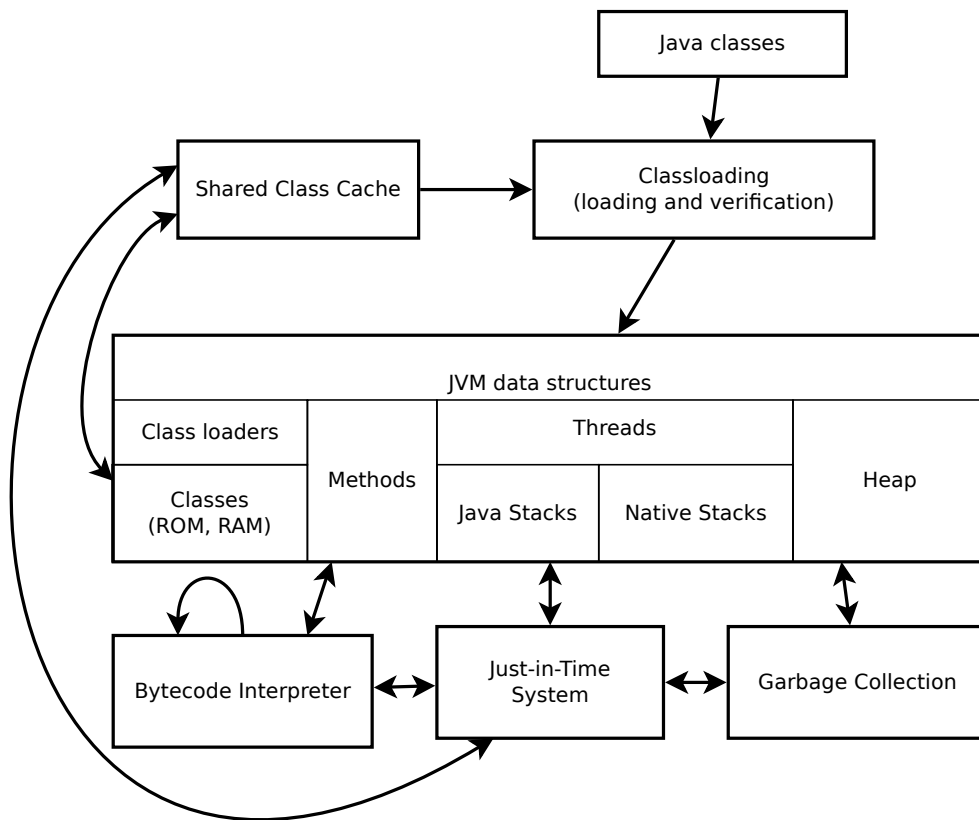 Java classes
Shared Class Cache
Classloading
(loading and verification)
JVM data structures
Class loaders
Threads
Methods
Heap
Classes
(ROM, RAM)
Java Stacks
Native Stacks
Bytecode Interpreter
Just-in-Time
System
Garbage Collection